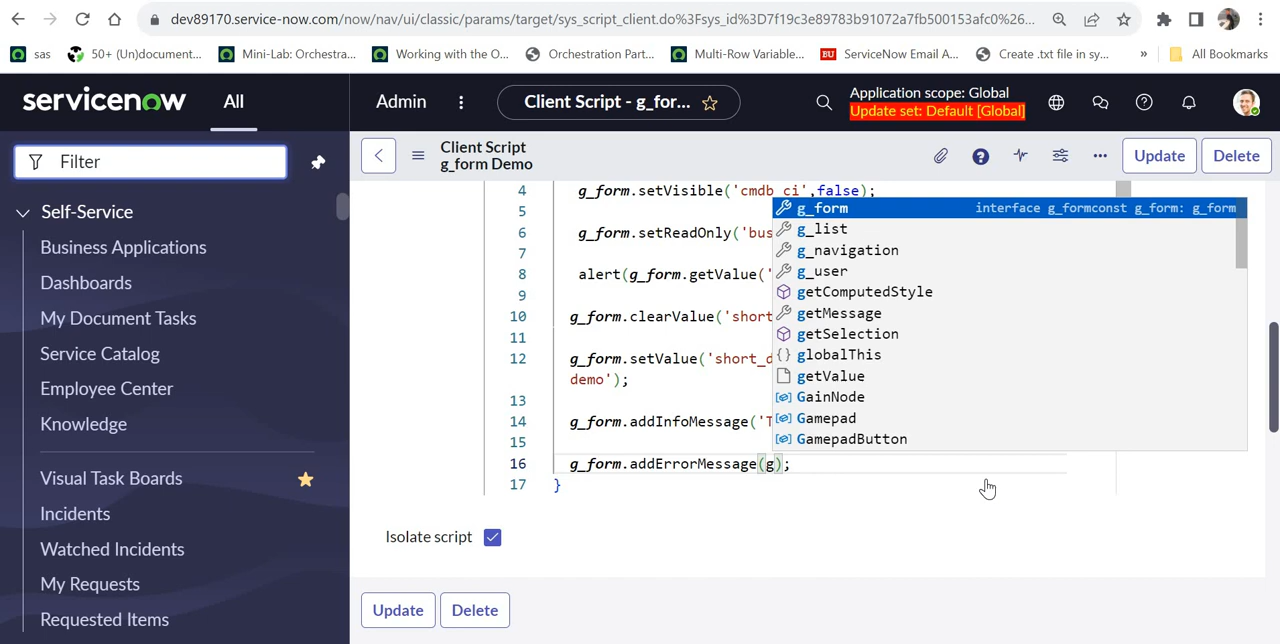 dev89170.service-now.com/now/nav/ui/classic/params/target/sys_script_client.do%3Fsys_id%3D7f19c3e89783b91072a7fb500153afc0%26...
sas
50+ (Un)document...
Mini-Lab: Orchestra...
Working with the O...
Orchestration Part...
Multi-Row Variable...
ServiceNow Email A...
Create .txt file in sy...
»
All Bookmarks
servicenow
All
Admin
Client Script - g_for...
Application scope: Global
Update set: Default [Global]
Filter
Client Script
g_form Demo
Update
Delete
Self-Service
Business Applications
Dashboards
My Document Tasks
Service Catalog
Employee Center
Knowledge
Visual Task Boards
Incidents
Watched Incidents
My Requests
Requested Items
4 g_form.setVisible('cmdb_ci',false);
5
6 g_form.setReadOnly('bus
7
8 alert(g_form.getValue('
9
10 g_form.clearValue('short
11
12 g_form.setValue('short_d
demo');
13
14 g_form.addInfoMessage('T
15
16 g_form.addErrorMessage(g);
17 }
g_form interface g_formconst g_form: g_form
g_list
g_navigation
g_user
getComputedStyle
getMessage
getSelection
globalThis
getValue
GainNode
Gamepad
GamepadButton
Isolate script
Update
Delete